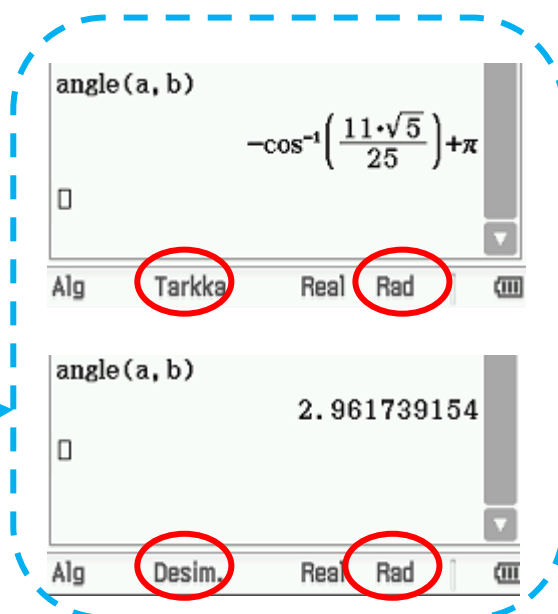 angle(a, b)
-cos⁻¹(11·√5/25)+π
Alg Tarkka Real Rad
angle(a, b)
2.961739154
Alg Desim. Real Rad